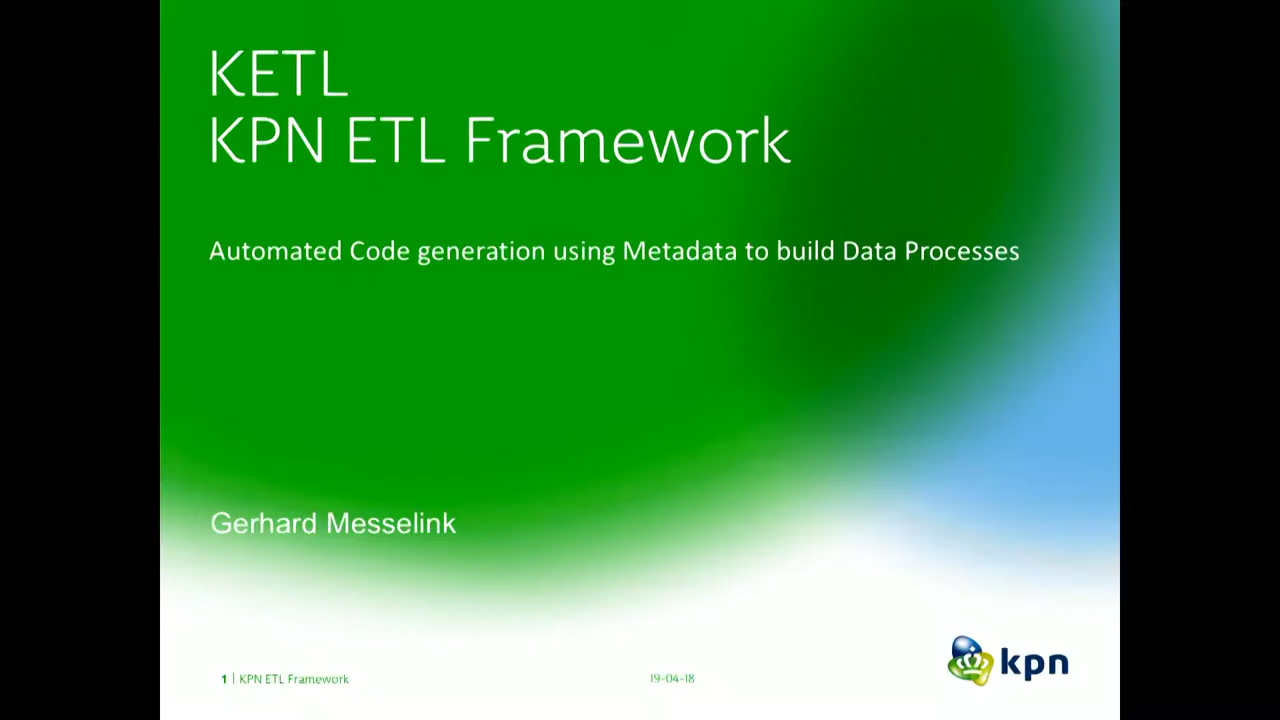 KETL
KPN ETL Framework
Automated Code generation using Metadata to build Data Processes
Gerhard Messelink
1 | KPN ETL Framework
19-04-18
kpn